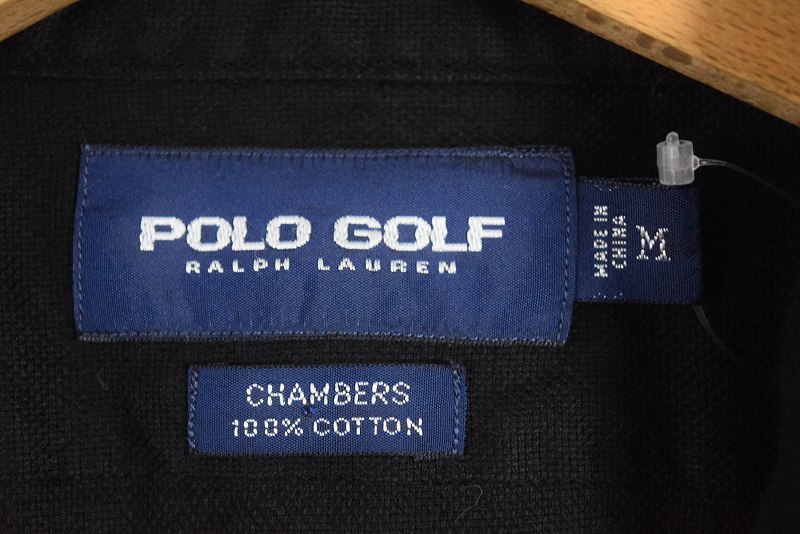 POLO GOLF
RALPH LAUREN
MADE IN
CHINA
M
CHAMBERS
100% COTTON